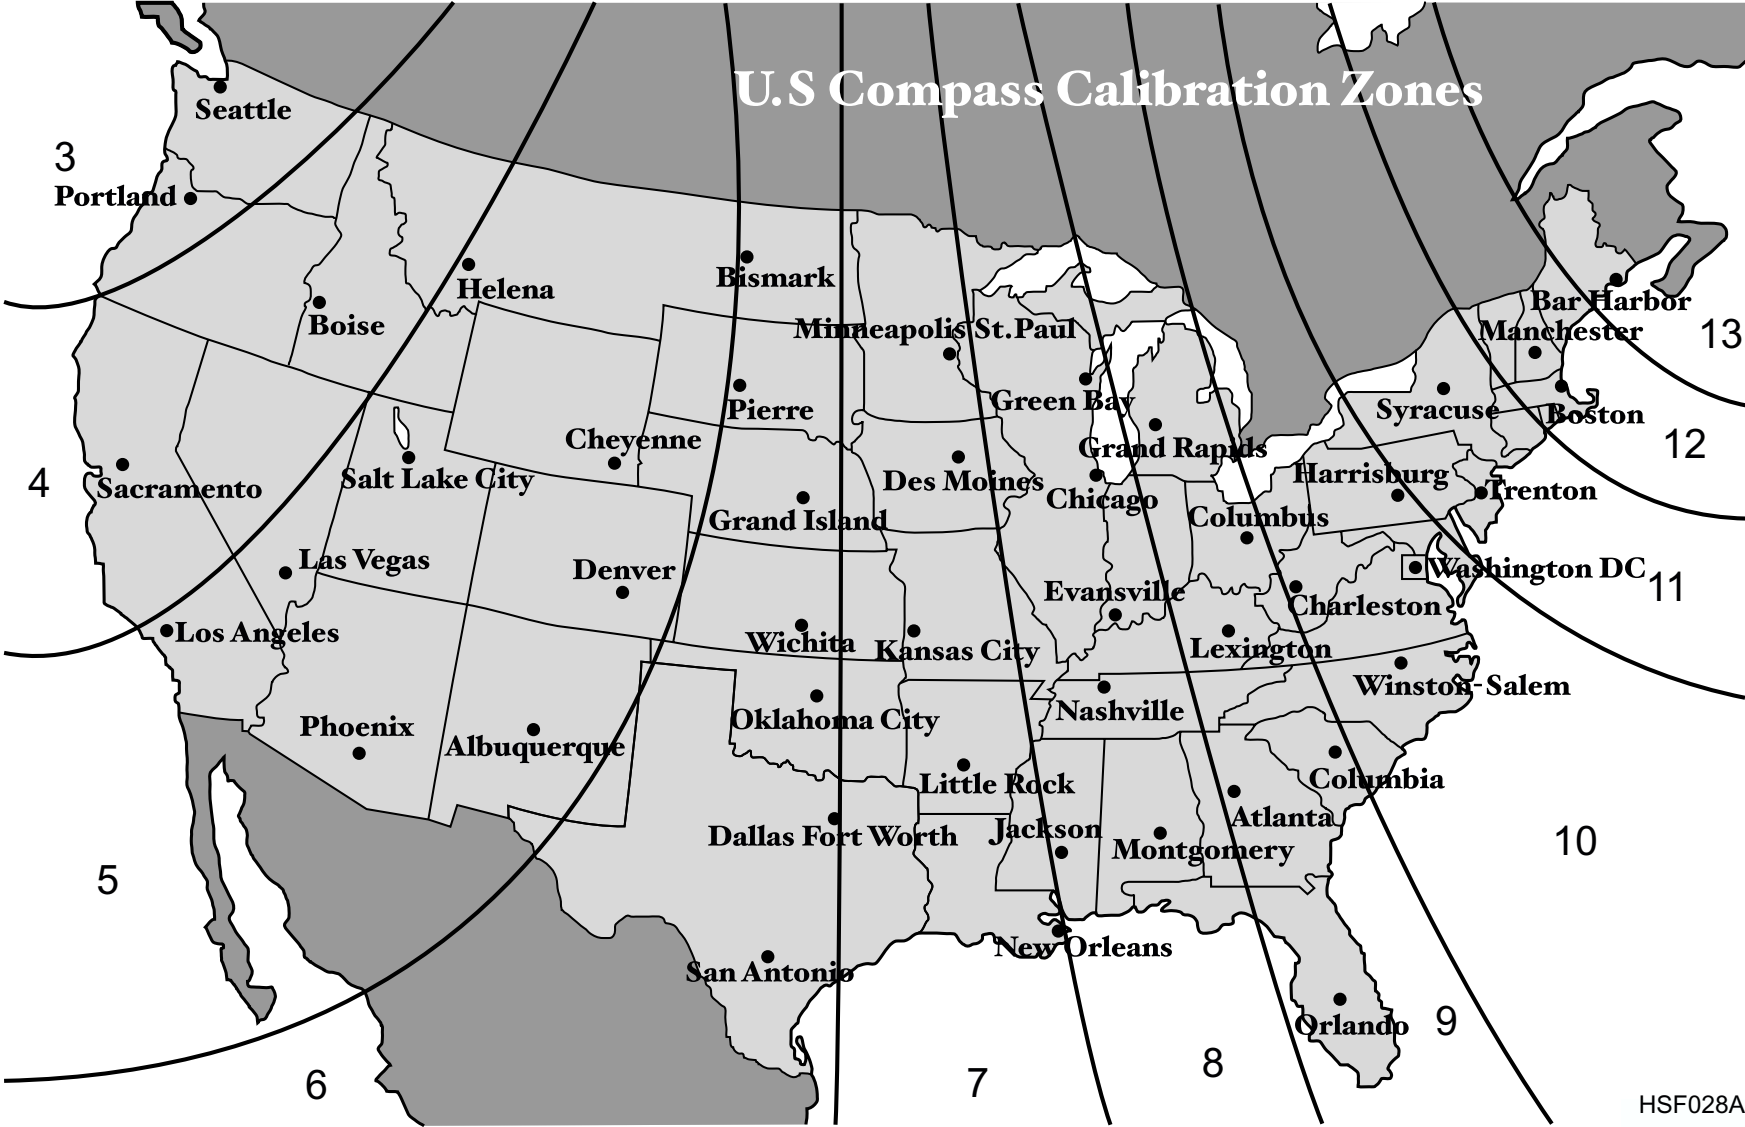 U.S Compass Calibration Zones
Seattle
3
Portland
Helena
Bismark
Boise
Bar Harbor
Minneapolis St. Paul
Manchester
13
Green Bay
Pierre
Syracuse
Boston
Cheyenne
Grand Rapids
12
Salt Lake City
Sacramento
4
Des Moines
Chicago
Harrisburg
Trenton
Grand Island
Columbus
Las Vegas
Denver
Washington DC
11
Evansville
Charleston
Los Angeles
Wichita
Kansas City
Lexington
Winston-Salem
Phoenix
Albuquerque
Oklahoma City
Nashville
Little Rock
Columbia
Dallas Fort Worth
Jackson
Atlanta
Montgomery
10
5
San Antonio
New Orleans
Orlando
9
6
7
8
HSF028A